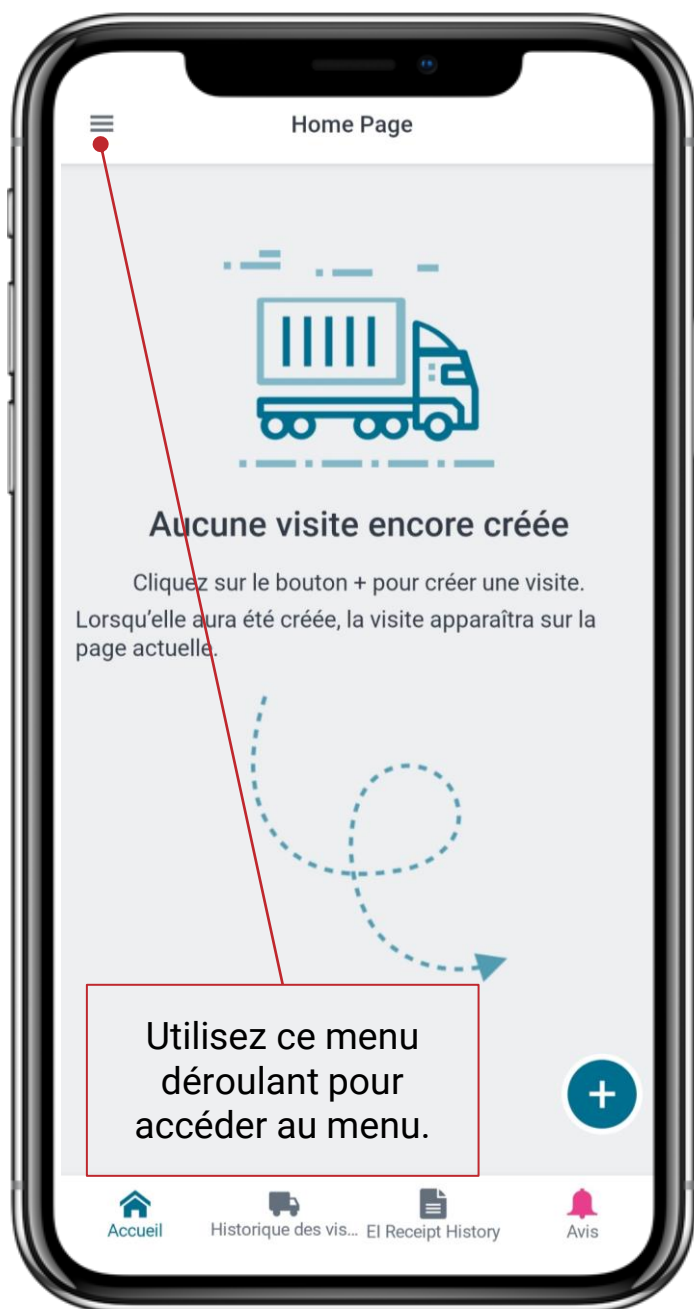 Home Page
Aucune visite encore créée
Cliquez sur le bouton + pour créer une visite.
Lorsqu'elle aura été créée, la visite apparaîtra sur la
page actuelle.
Utilisez ce menu
déroulant pour
accéder au menu.
+
Accueil
Historique des vis...
EI Receipt History
Avis